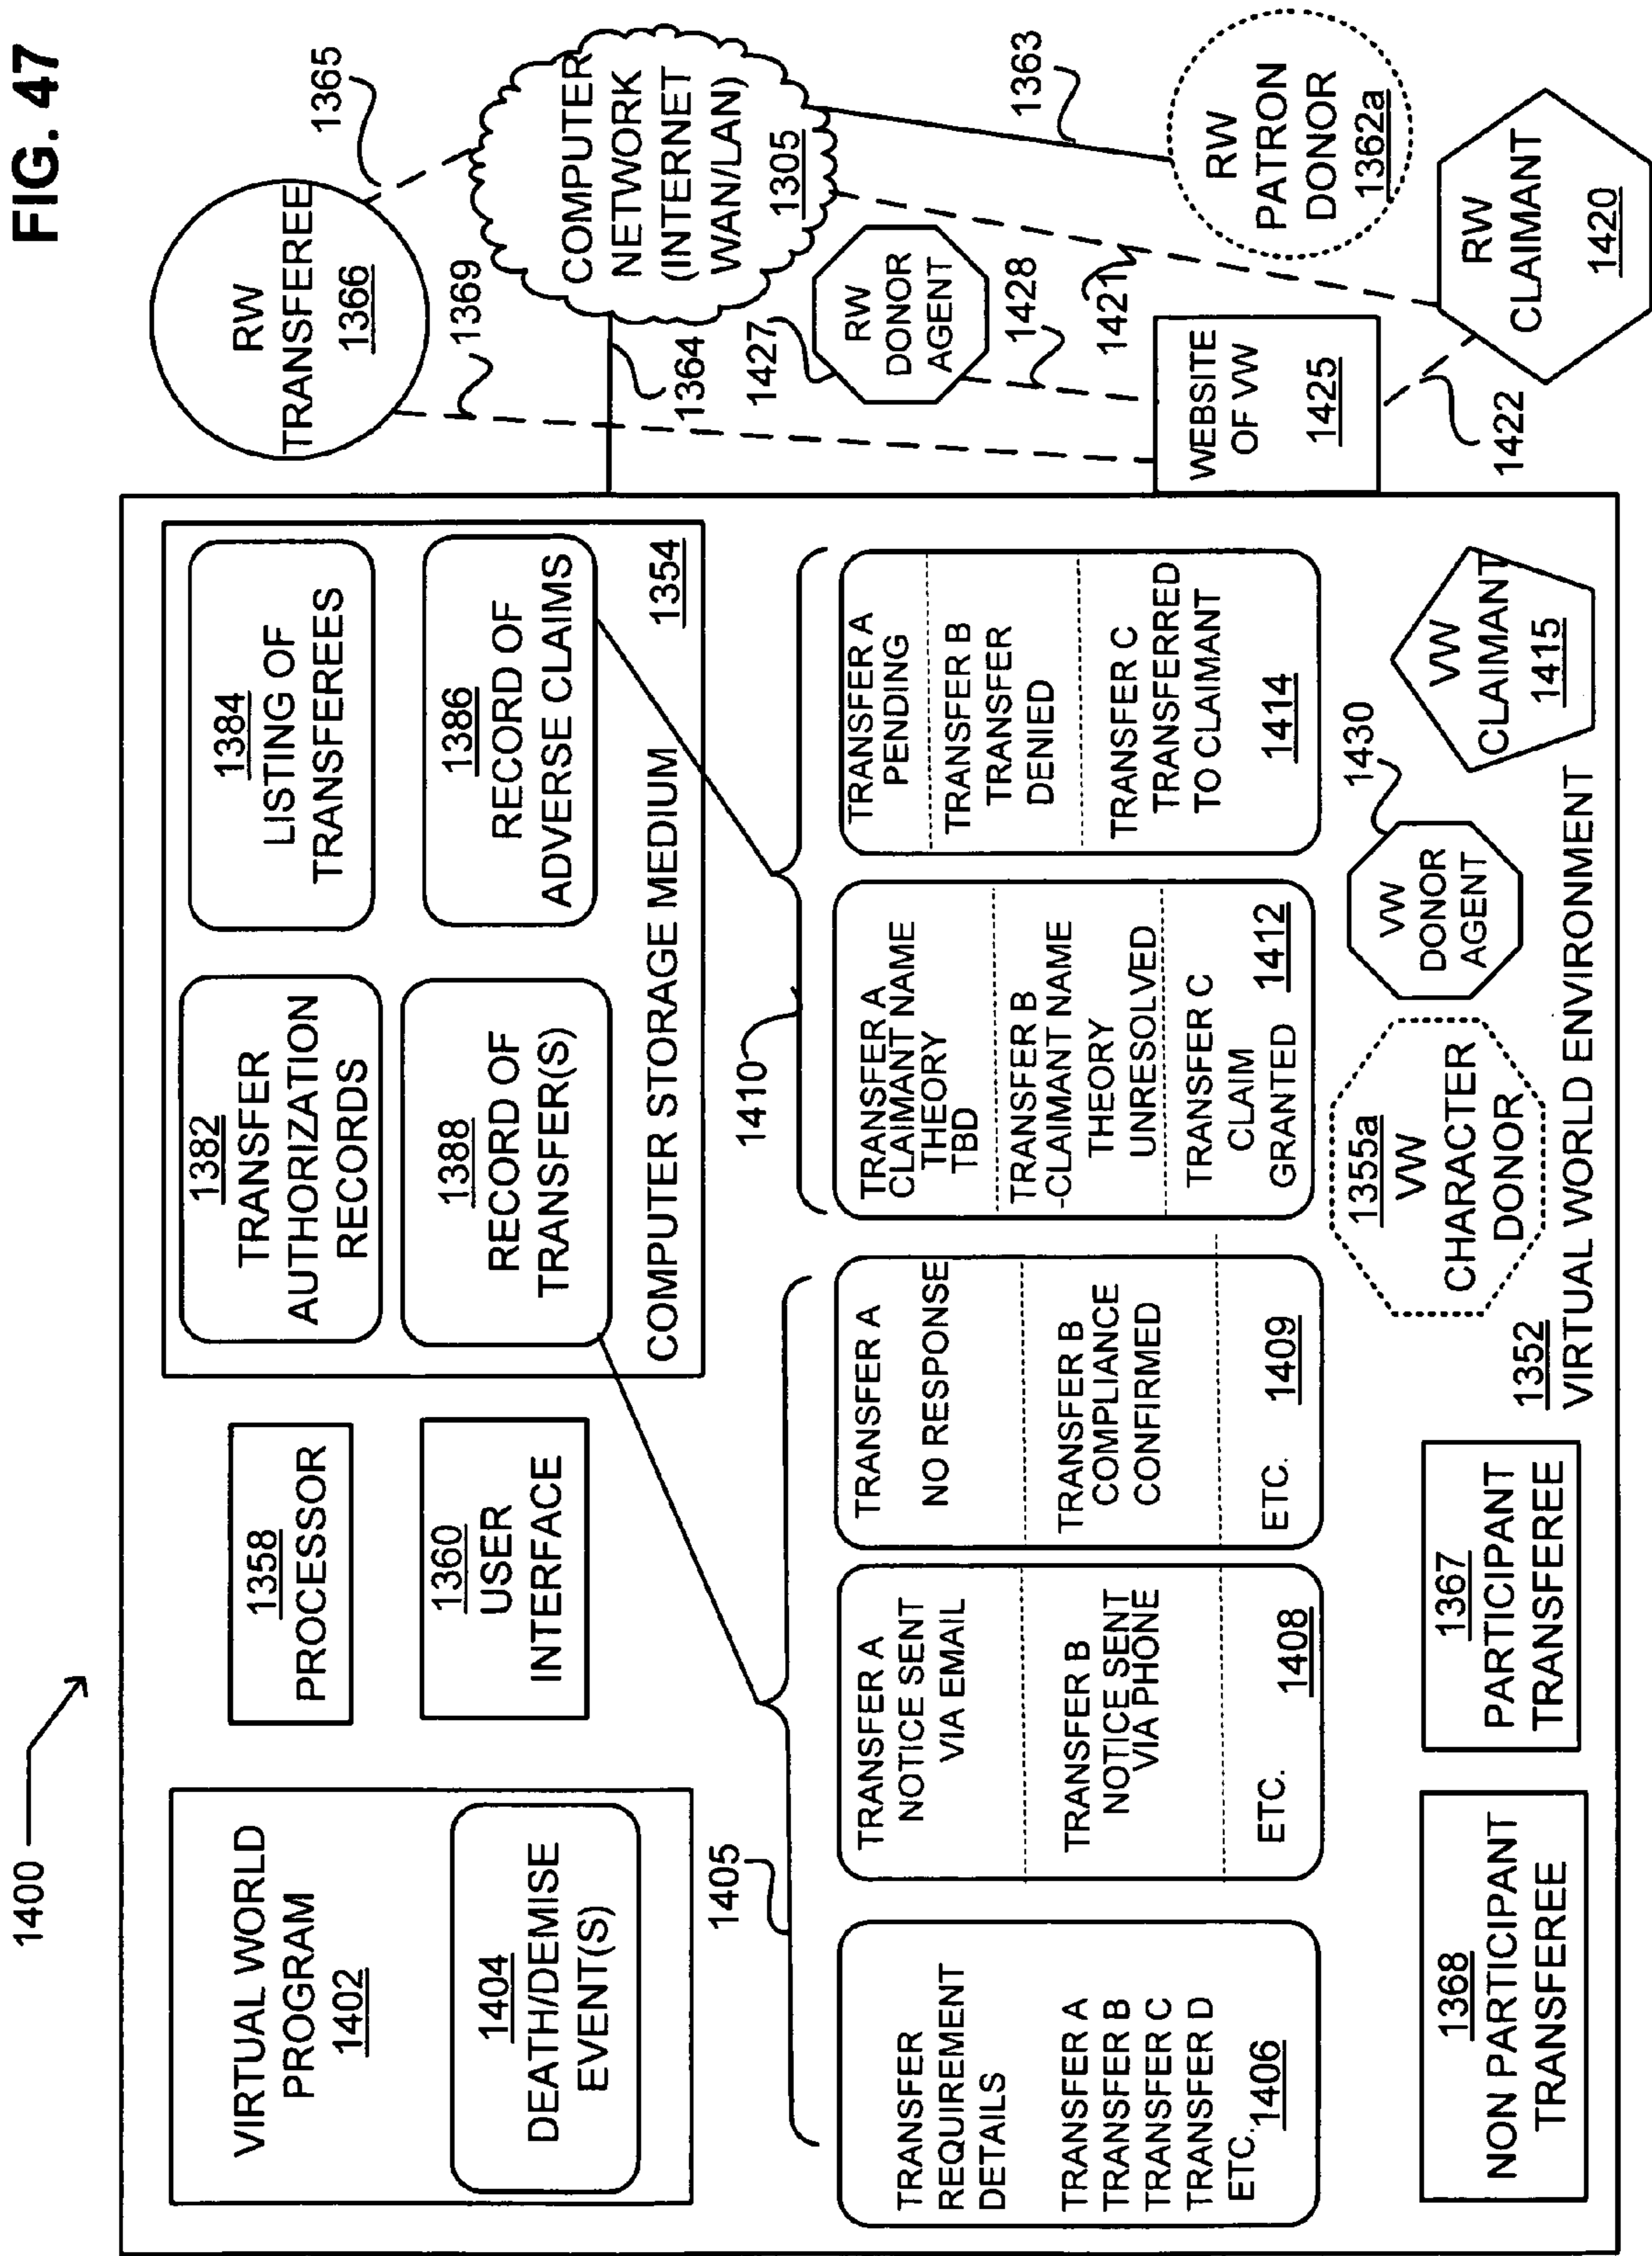 FIG. 47
1400
VIRTUAL WORLD
PROGRAM
1402
1404
DEATH/DEMISE
EVENT(S)
1358
PROCESSOR
1360
USER
INTERFACE
1382
TRANSFER
AUTHORIZATION
RECORDS
1384
LISTING OF
TRANSFEREES
1388
RECORD OF
TRANSFER(S)
1386
RECORD OF
ADVERSE CLAIMS
COMPUTER STORAGE MEDIUM
1354
1405
TRANSFER
REQUIREMENT
DETAILS
TRANSFER A
TRANSFER B
TRANSFER C
TRANSFER D
ETC.
1406
TRANSFER A
NOTICE SENT
VIA EMAIL
TRANSFER B
NOTICE SENT
VIA PHONE
ETC.
1408
TRANSFER A
NO RESPONSE
TRANSFER B
COMPLIANCE
CONFIRMED
ETC.
1409
1410
TRANSFER A
CLAIMANT NAME
THEORY
TBD
TRANSFER B
-CLAIMANT NAME
THEORY
UNRESOLVED
TRANSFER C
CLAIM
GRANTED
1412
TRANSFER A
PENDING
TRANSFER B
TRANSFER
DENIED
TRANSFER C
TRANSFERRED
TO CLAIMANT
1414
1368
NON PARTICIPANT
TRANSFEREE
1367
PARTICIPANT
TRANSFEREE
1355a
VW
CHARACTER
DONOR
1430
VW
DONOR
AGENT
VW
CLAIMANT
1415
1352
VIRTUAL WORLD ENVIRONMENT
RW
TRANSFEREE
1366
1365
1369
1364
COMPUTER
NETWORK
(INTERNET
WAN/LAN)
1305
1427
RW
DONOR
AGENT
1428
1421
1363
WEBSITE
OF VW
1425
1422
RW
PATRON
DONOR
1362a
RW
CLAIMANT
1420